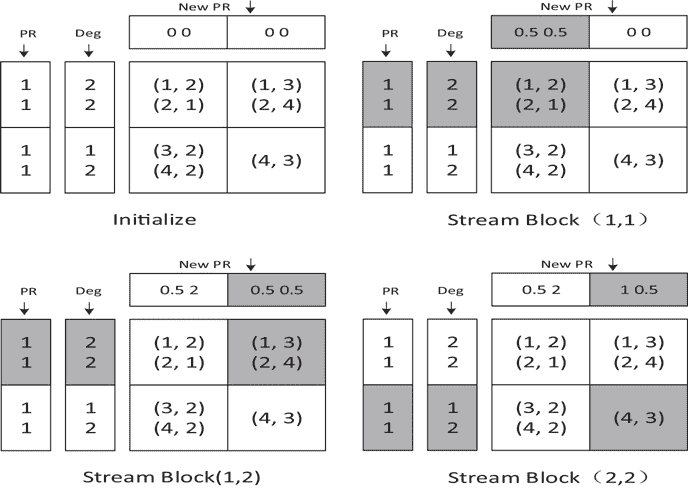 New PR
PR Deg
0 0 0 0
1 2 (1, 2) (1, 3)
1 2 (2, 1) (2, 4)
1 1 (3, 2)
(4, 3)
1 2 (4, 2)
Initialize
New PR
PR Deg
0.5 0.5 0 0
1 2 (1, 2) (1, 3)
1 2 (2, 1) (2, 4)
1 1 (3, 2)
(4, 3)
1 2 (4, 2)
Stream Block（1,1）
New PR
PR Deg
0.5 2 0.5 0.5
1 2 (1, 2) (1, 3)
1 2 (2, 1) (2, 4)
1 1 (3, 2)
(4, 3)
1 2 (4, 2)
Stream Block(1,2)
New PR
PR Deg
0.5 2 1 0.5
1 2 (1, 2) (1, 3)
1 2 (2, 1) (2, 4)
1 1 (3, 2)
(4, 3)
1 2 (4, 2)
Stream Block（2,2）